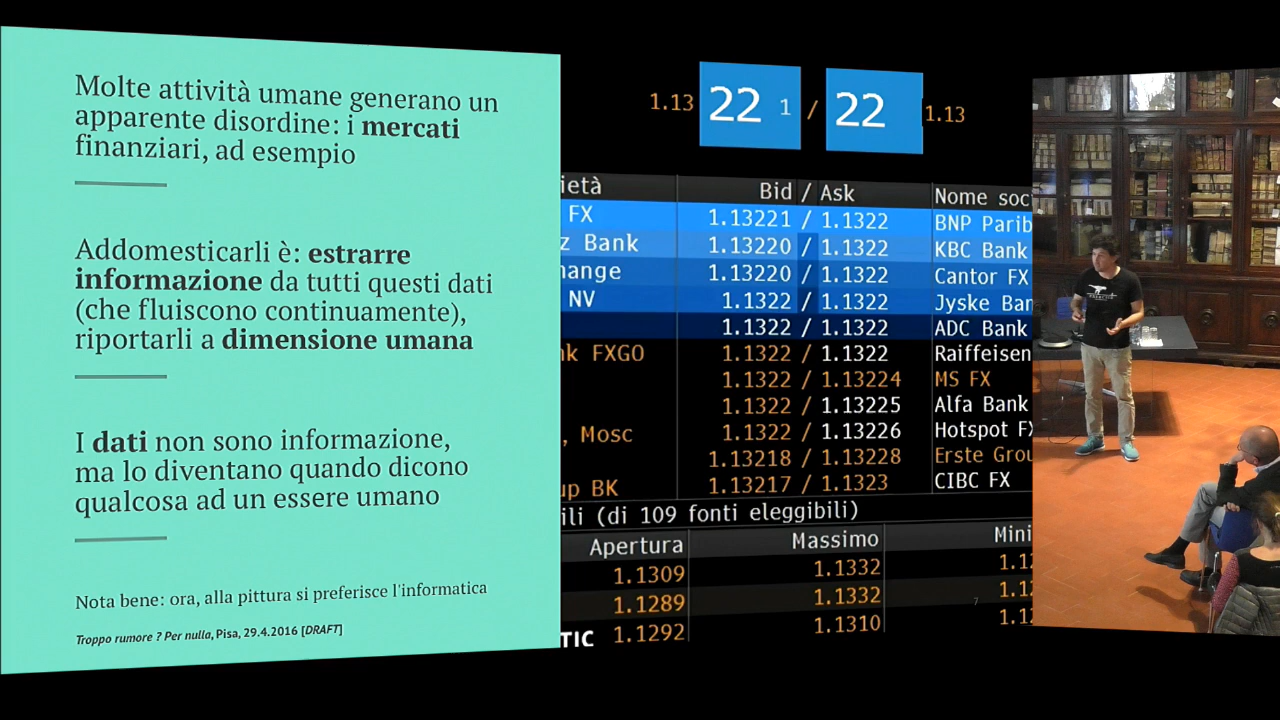 Molte attività umane generano un
apparente disordine: i mercati
finanziari, ad esempio
Addomesticarli è: estrarre
informazione da tutti questi dati
(che fluiscono continuamente),
riportarli a dimensione umana
I dati non sono informazione,
ma lo diventano quando dicono
qualcosa ad un essere umano
Nota bene: ora, alla pittura si preferisce l'informatica
Troppo rumore ? Per nulla, Pisa, 29.4.2016 [DRAFT]
1.13 22 1 / 22 1.13
ietà Bid / Ask Nome soc
FX 1.13221 / 1.1322 BNP Parib
z Bank 1.13220 / 1.1322 KBC Bank
hange 1.13220 / 1.1322 Cantor FX
NV 1.1322 / 1.1322 Jyske Ban
1.1322 / 1.1322 ADC Bank
nk FXGO 1.1322 / 1.1322 Raiffeisen
1.1322 / 1.13224 MS FX
1.1322 / 1.13225 Alfa Bank
, Mosc 1.1322 / 1.13226 Hotspot FX
1.13218 / 1.13228 Erste Grou
up BK 1.13217 / 1.1323 CIBC FX
ili (di 109 fonti eleggibili)
Apertura Massimo Mini
1.1309 1.1332 1.12
1.1289 1.1332 1.12
TIC 1.1292 1.1310 1.12
7